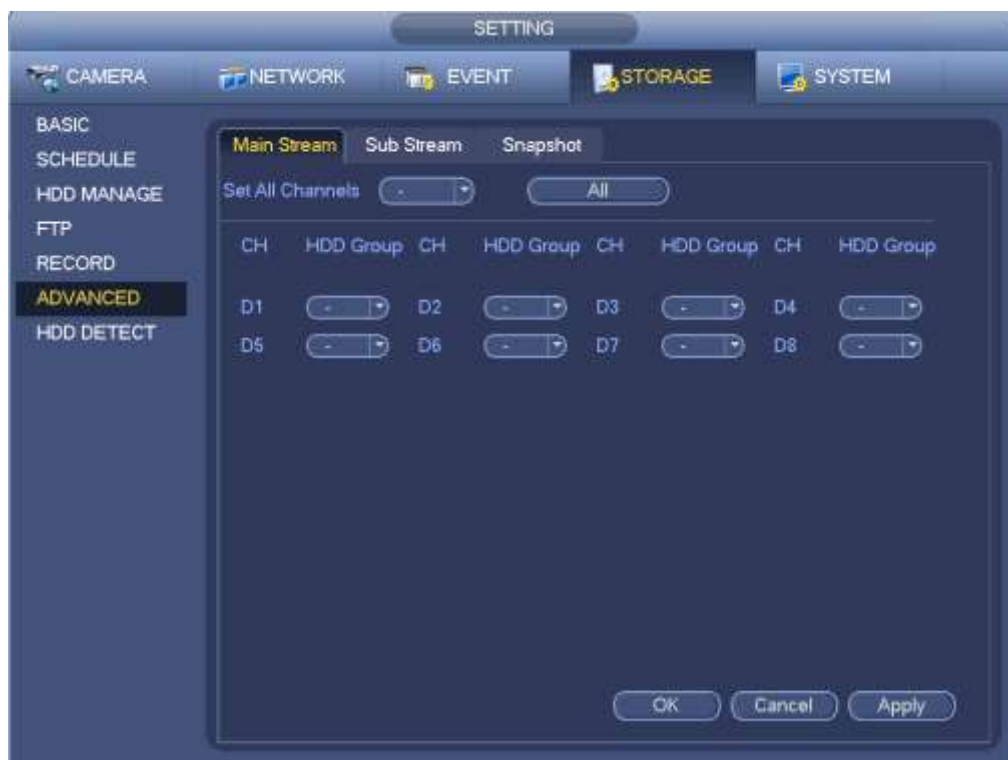 SETTING
CAMERA NETWORK EVENT STORAGE SYSTEM
BASIC
SCHEDULE
HDD MANAGE
FTP
RECORD
ADVANCED
HDD DETECT
Main Stream Sub Stream Snapshot
Set All Channels - All
CH HDD Group CH HDD Group CH HDD Group CH HDD Group
D1 - D2 - D3 - D4 -
D5 - D6 - D7 - D8 -
OK Cancel Apply